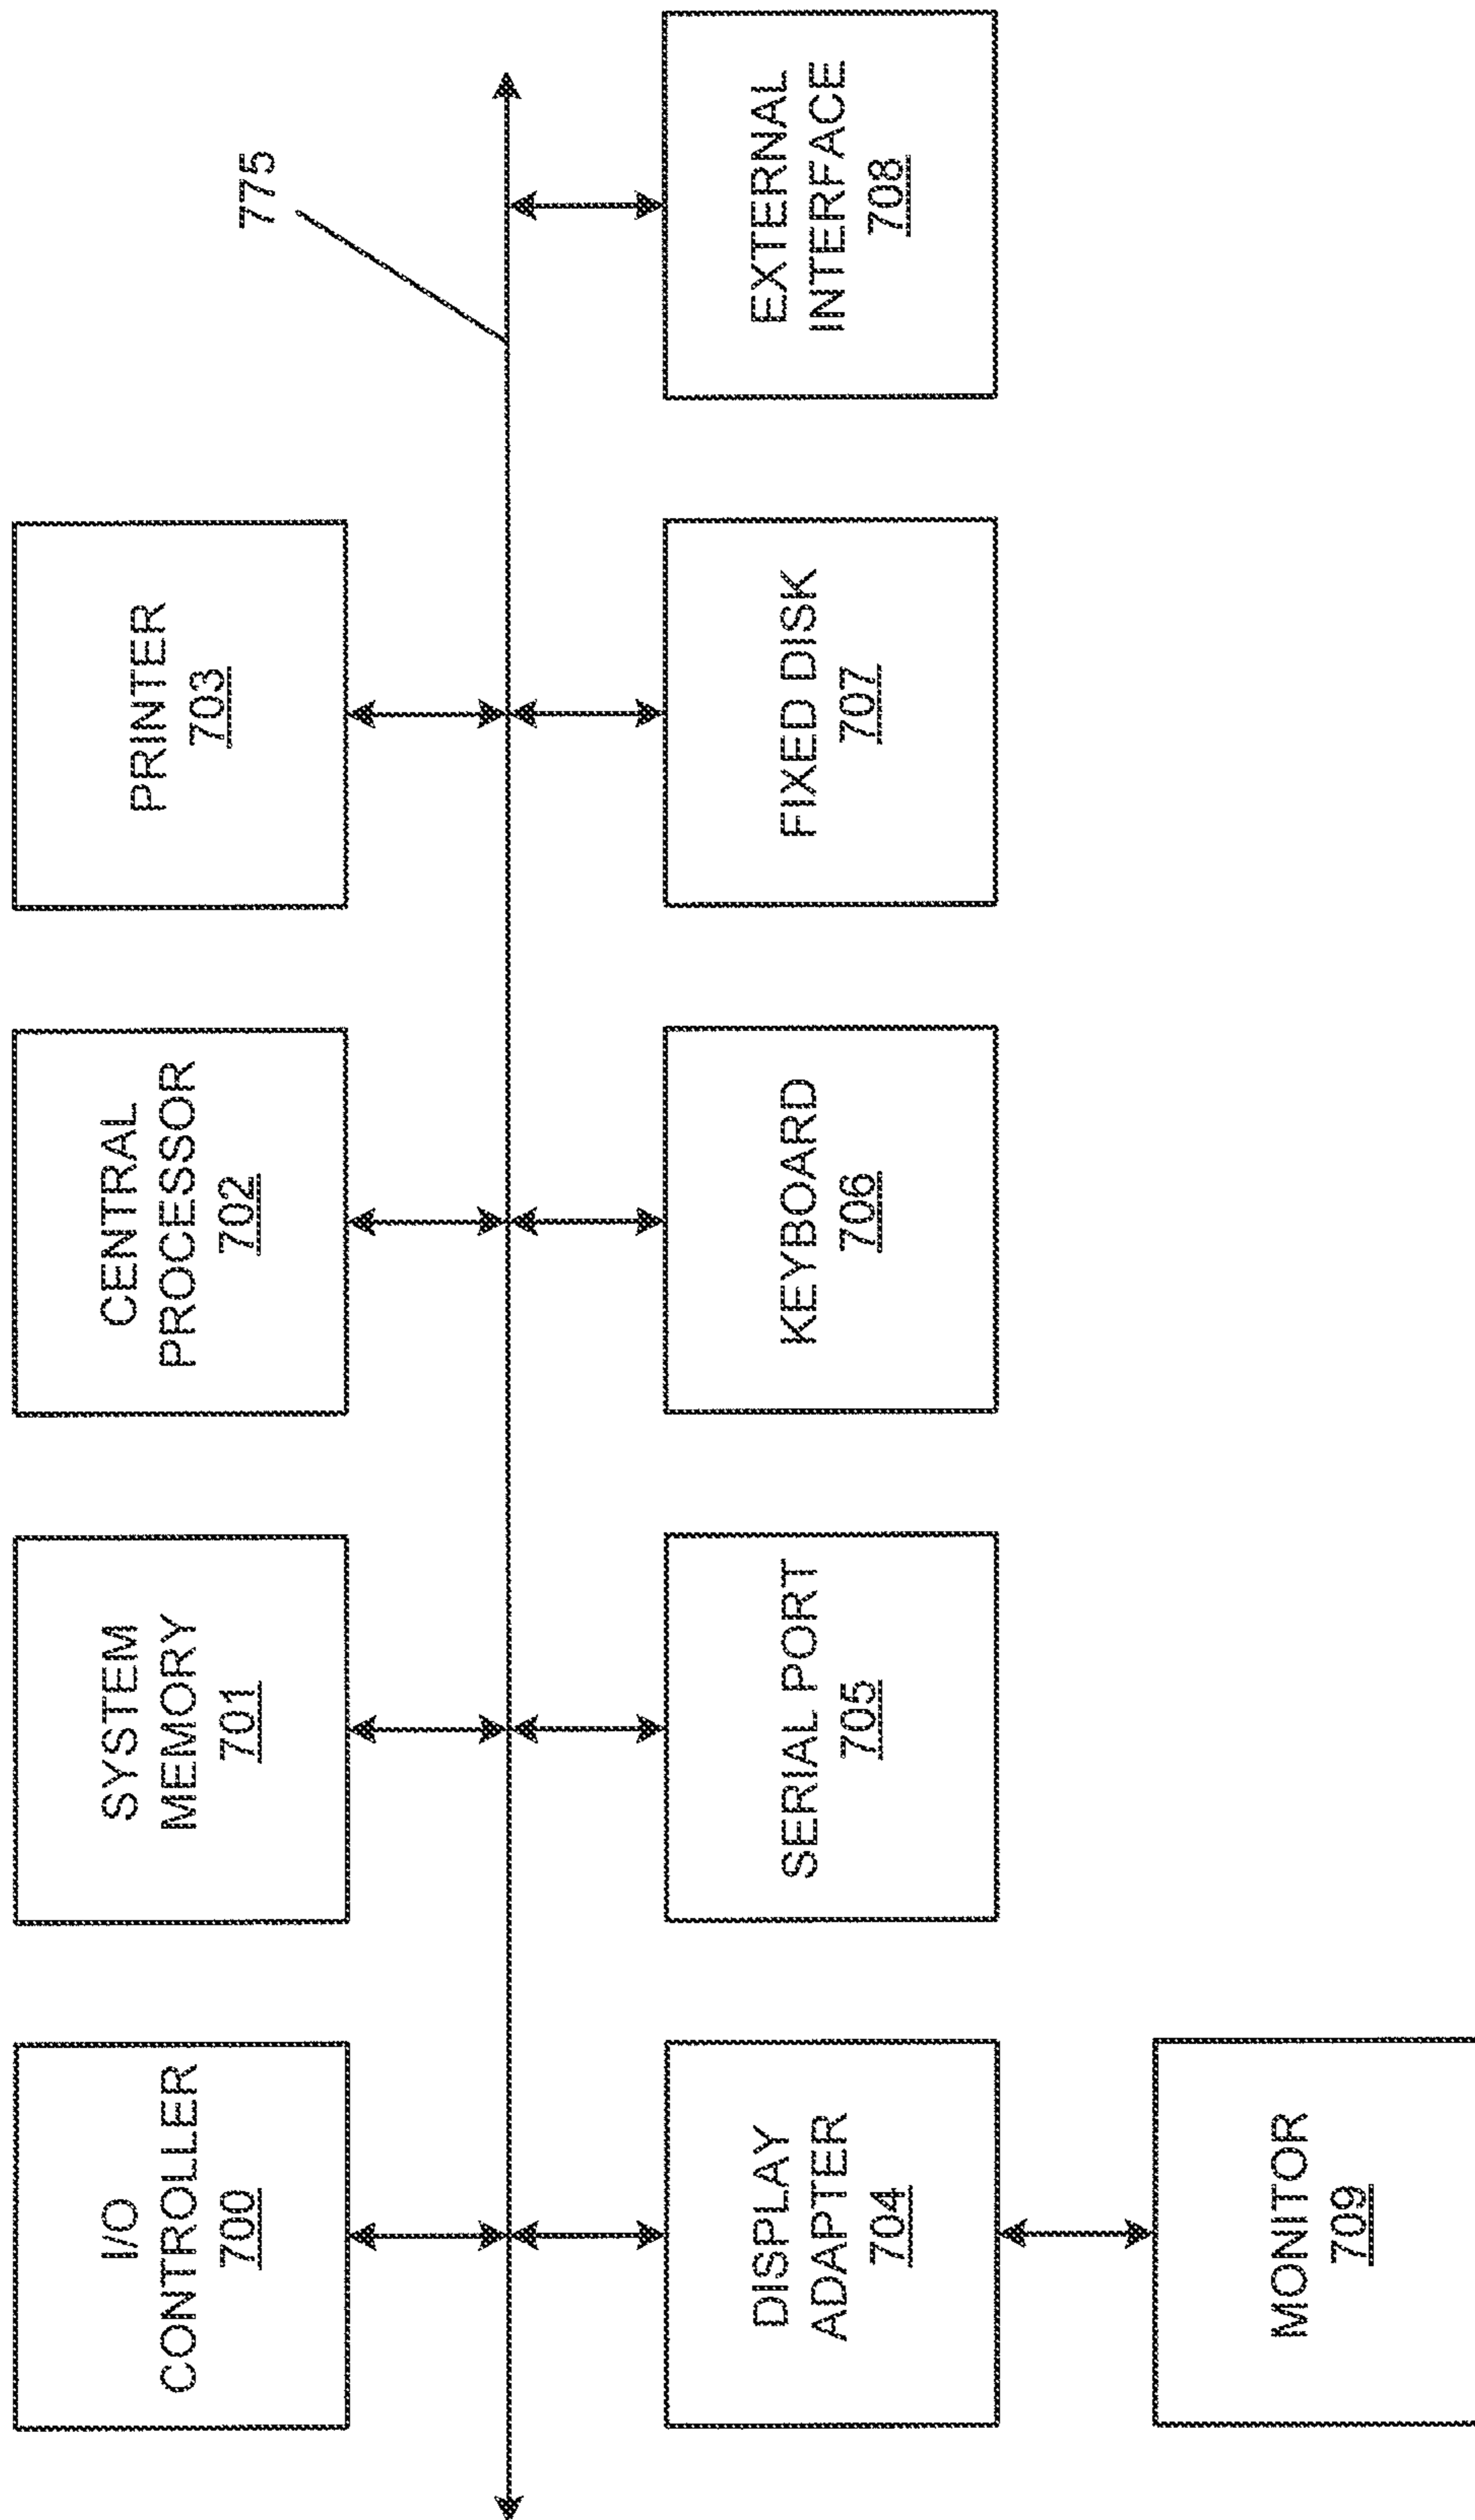 I/O
CONTROLLER
700
SYSTEM
MEMORY
701
CENTRAL
PROCESSOR
702
PRINTER
703
775
DISPLAY
ADAPTER
704
SERIAL PORT
705
KEYBOARD
706
FIXED DISK
707
EXTERNAL
INTERFACE
708
MONITOR
709